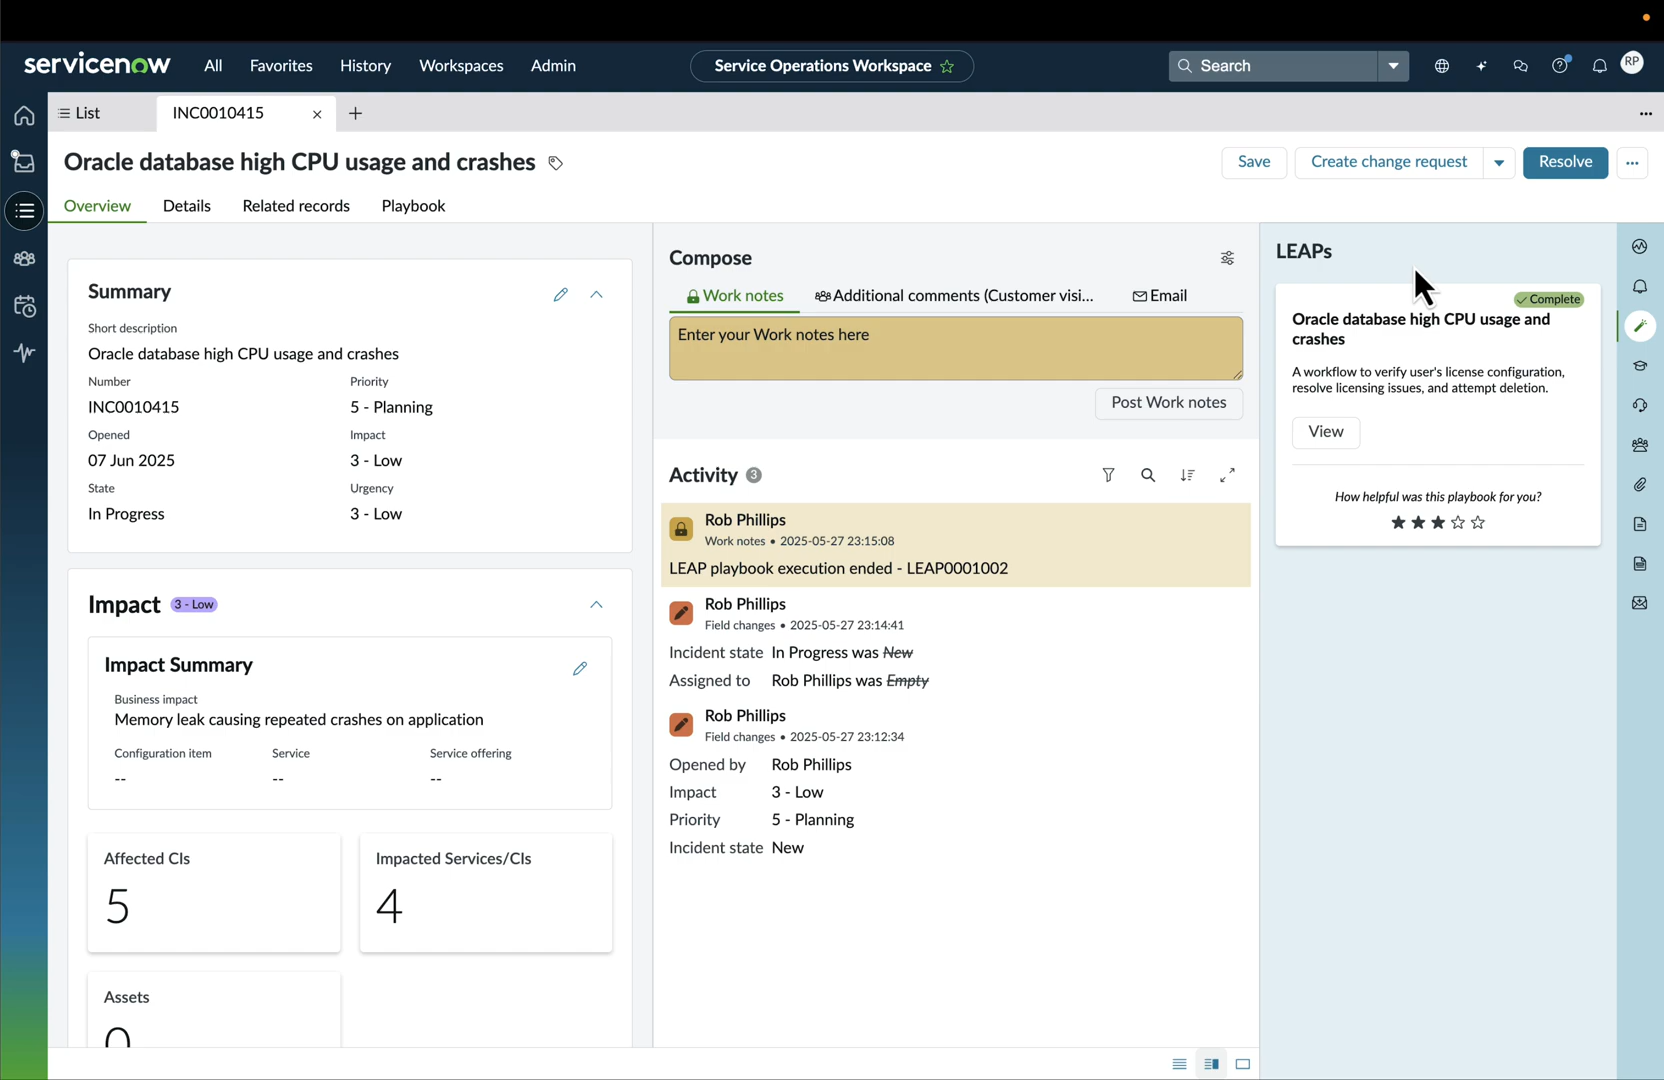 servicenow
All
Favorites
History
Workspaces
Admin
Service Operations Workspace
Search
RP
List
INC0010415
Oracle database high CPU usage and crashes
Save
Create change request
Resolve
Overview
Details
Related records
Playbook
Summary
Short description
Oracle database high CPU usage and crashes
Number
Priority
INC0010415
5 - Planning
Opened
Impact
07 Jun 2025
3 - Low
State
Urgency
In Progress
3 - Low
Impact 3 - Low
Impact Summary
Business impact
Memory leak causing repeated crashes on application
Configuration item
Service
Service offering
--
--
--
Affected CIs
5
Impacted Services/CIs
4
Assets
0
Compose
Work notes
Additional comments (Customer visi...
Email
Enter your Work notes here
Post Work notes
Activity 3
Rob Phillips
Work notes • 2025-05-27 23:15:08
LEAP playbook execution ended - LEAP0001002
Rob Phillips
Field changes • 2025-05-27 23:14:41
Incident state In Progress was New
Assigned to Rob Phillips was Empty
Rob Phillips
Field changes • 2025-05-27 23:12:34
Opened by Rob Phillips
Impact 3 - Low
Priority 5 - Planning
Incident state New
LEAPs
Complete
Oracle database high CPU usage and
crashes
A workflow to verify user's license configuration,
resolve licensing issues, and attempt deletion.
View
How helpful was this playbook for you?